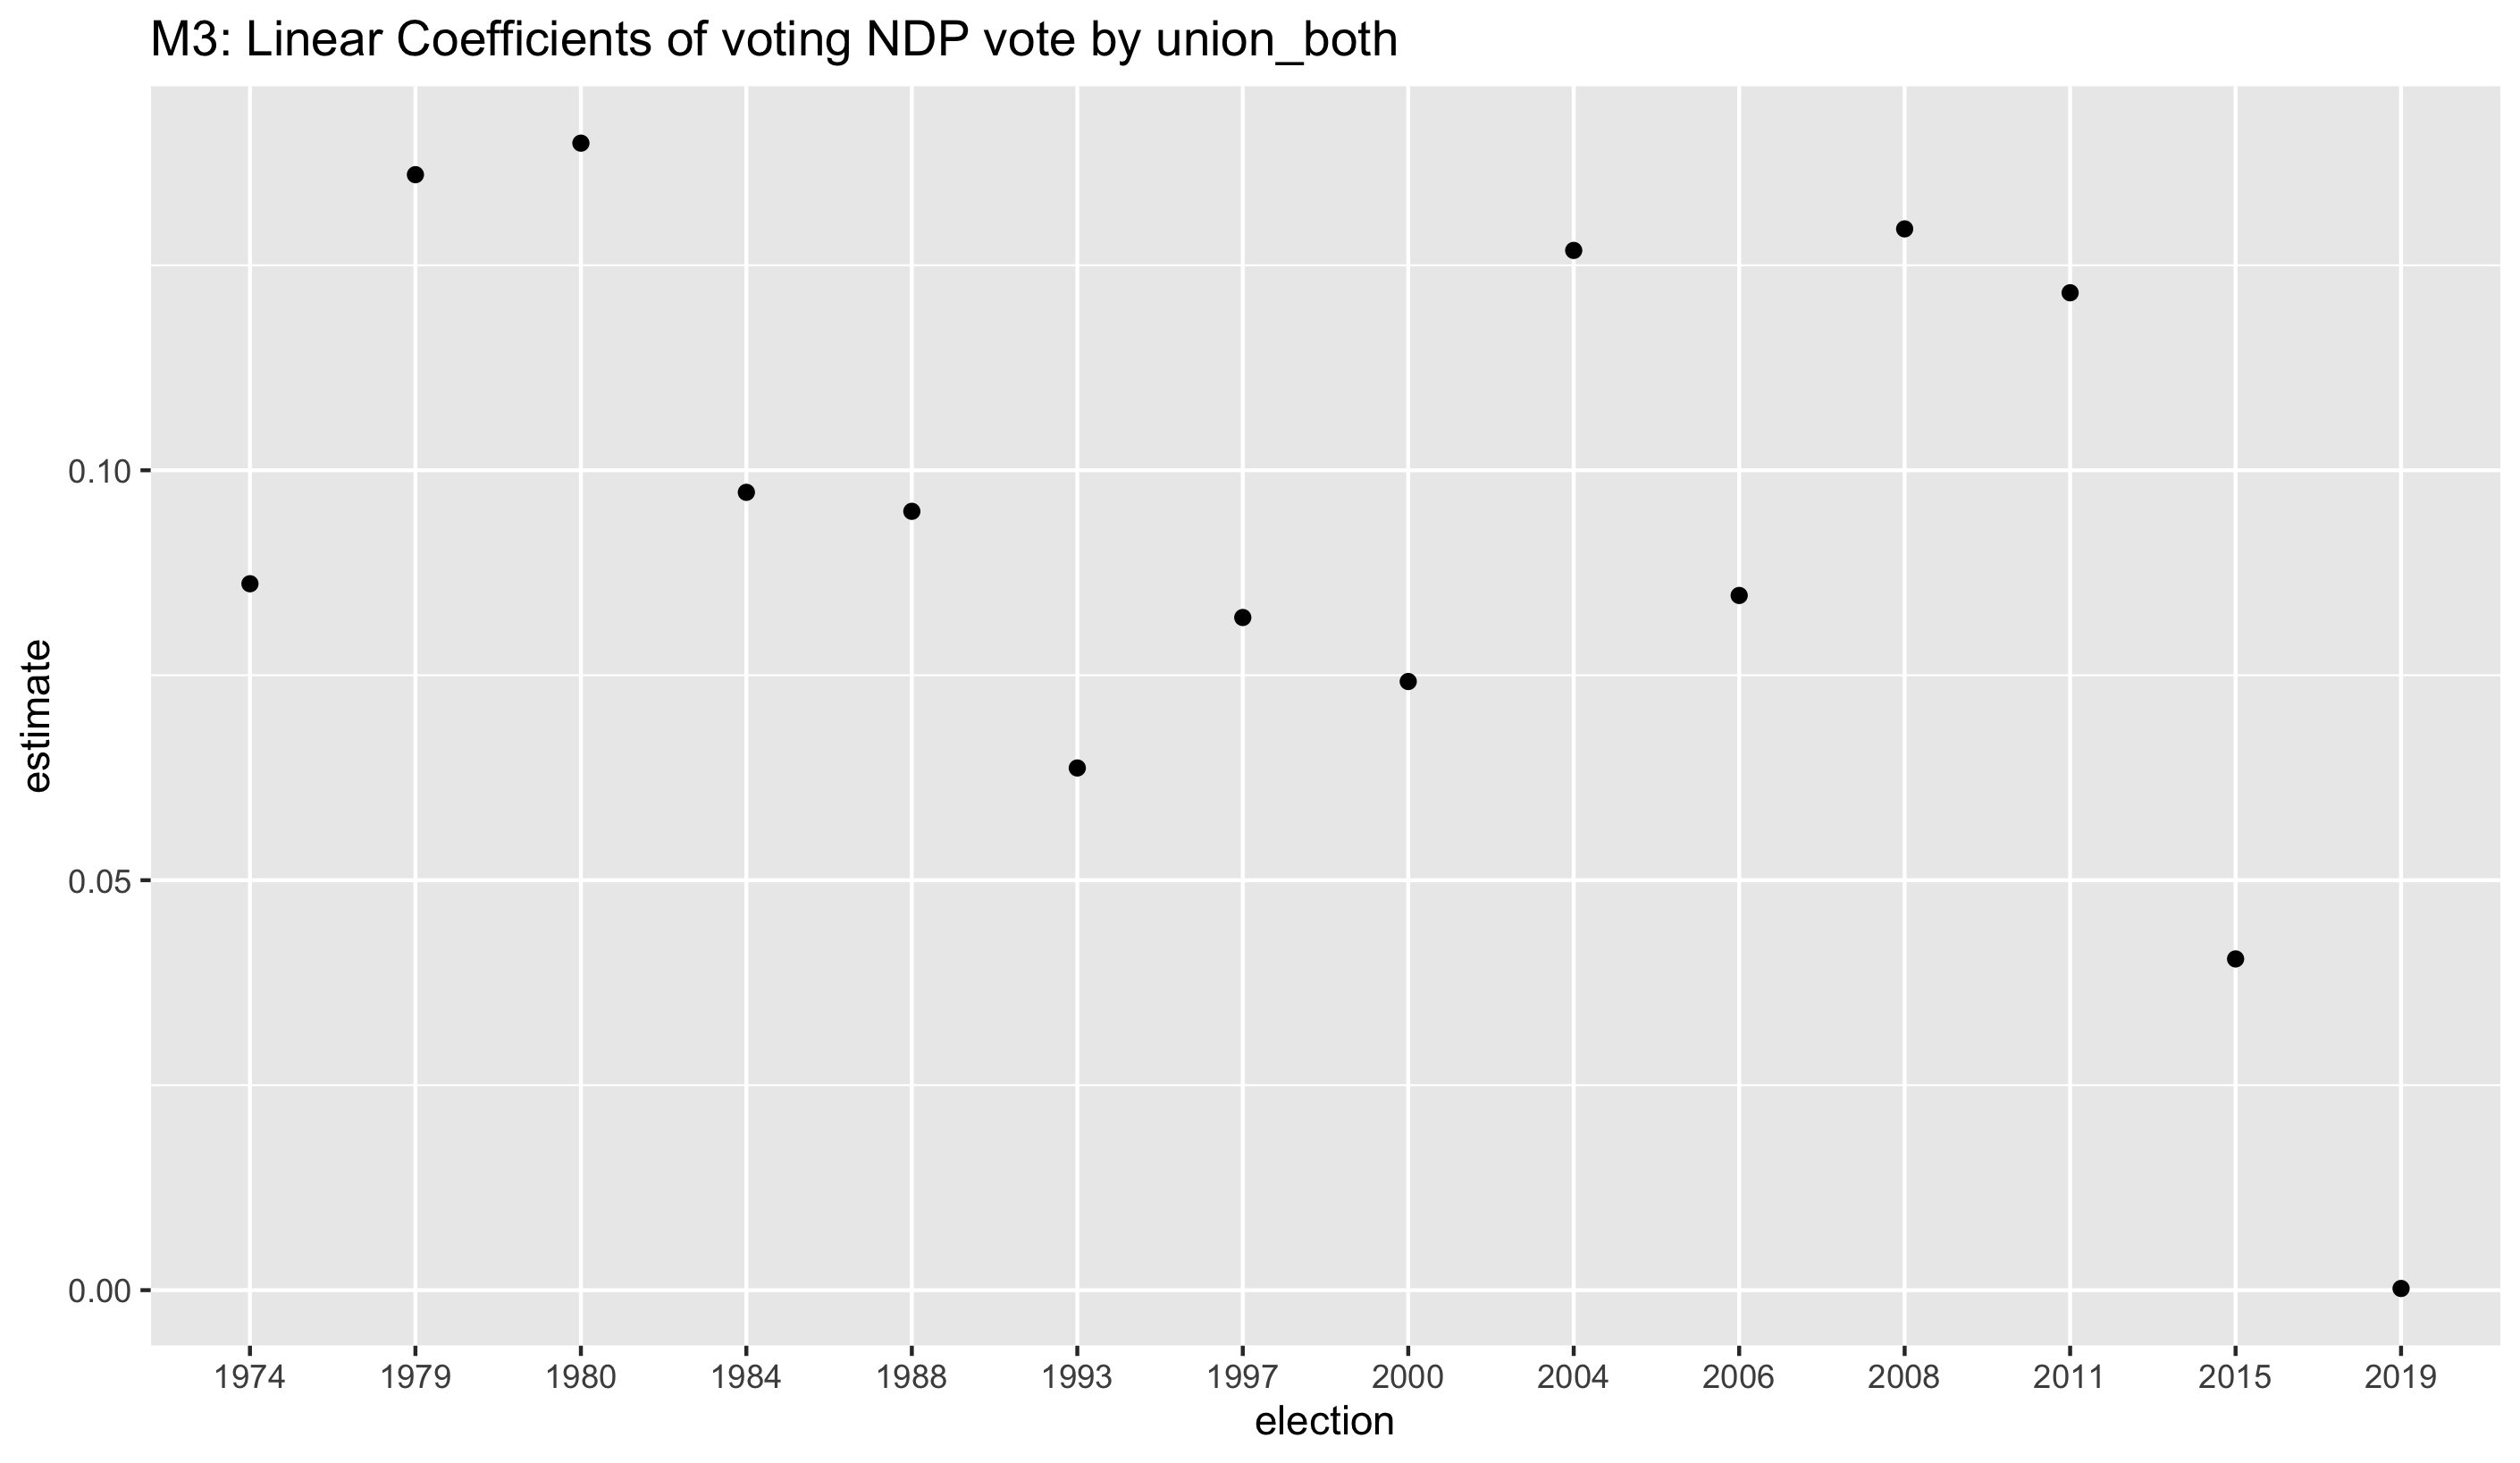 M3: Linear Coefficients of voting NDP vote by union_both
estimate
0.10
0.05
0.00
1974 1979 1980 1984 1988 1993 1997 2000 2004 2006 2008 2011 2015 2019
election